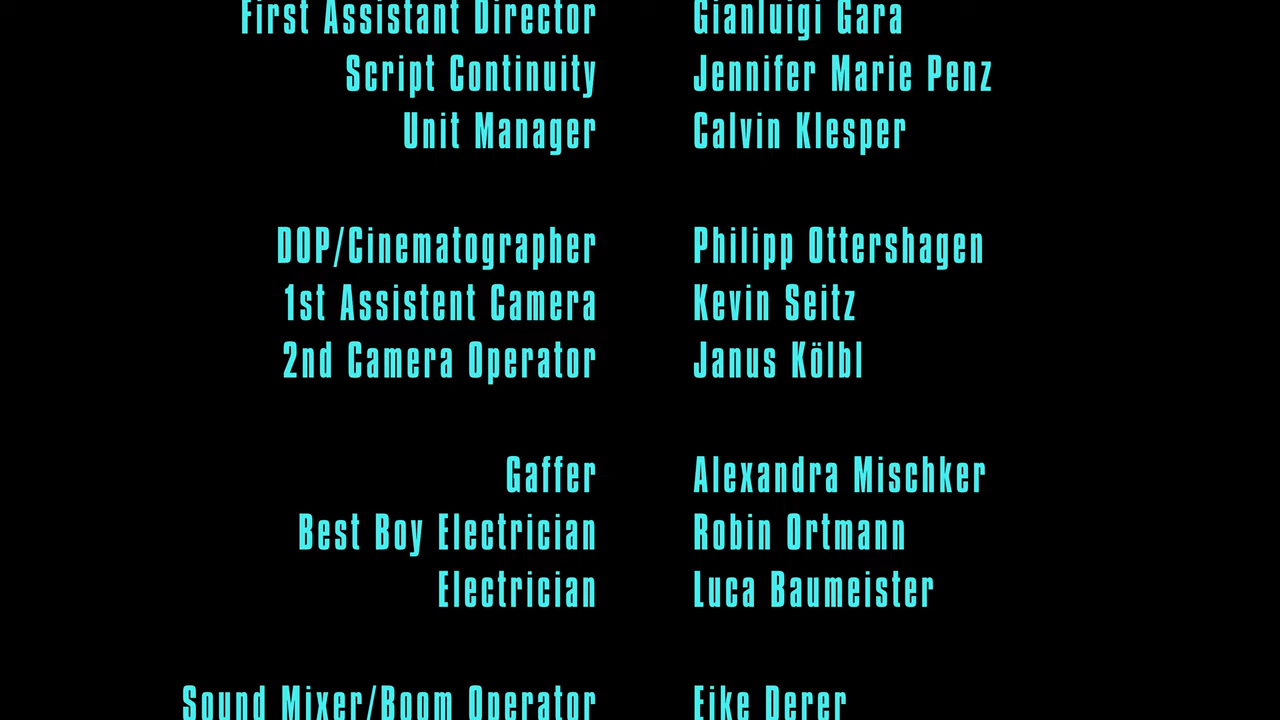 First Assistant Director Gianluigi Gara
Script Continuity Jennifer Marie Penz
Unit Manager Calvin Klesper
DOP/Cinematographer Philipp Ottershagen
1st Assistent Camera Kevin Seitz
2nd Camera Operator Janus Kölbl
Gaffer Alexandra Mischker
Best Boy Electrician Robin Ortmann
Electrician Luca Baumeister
Sound Mixer/Boom Operator Eike Derer